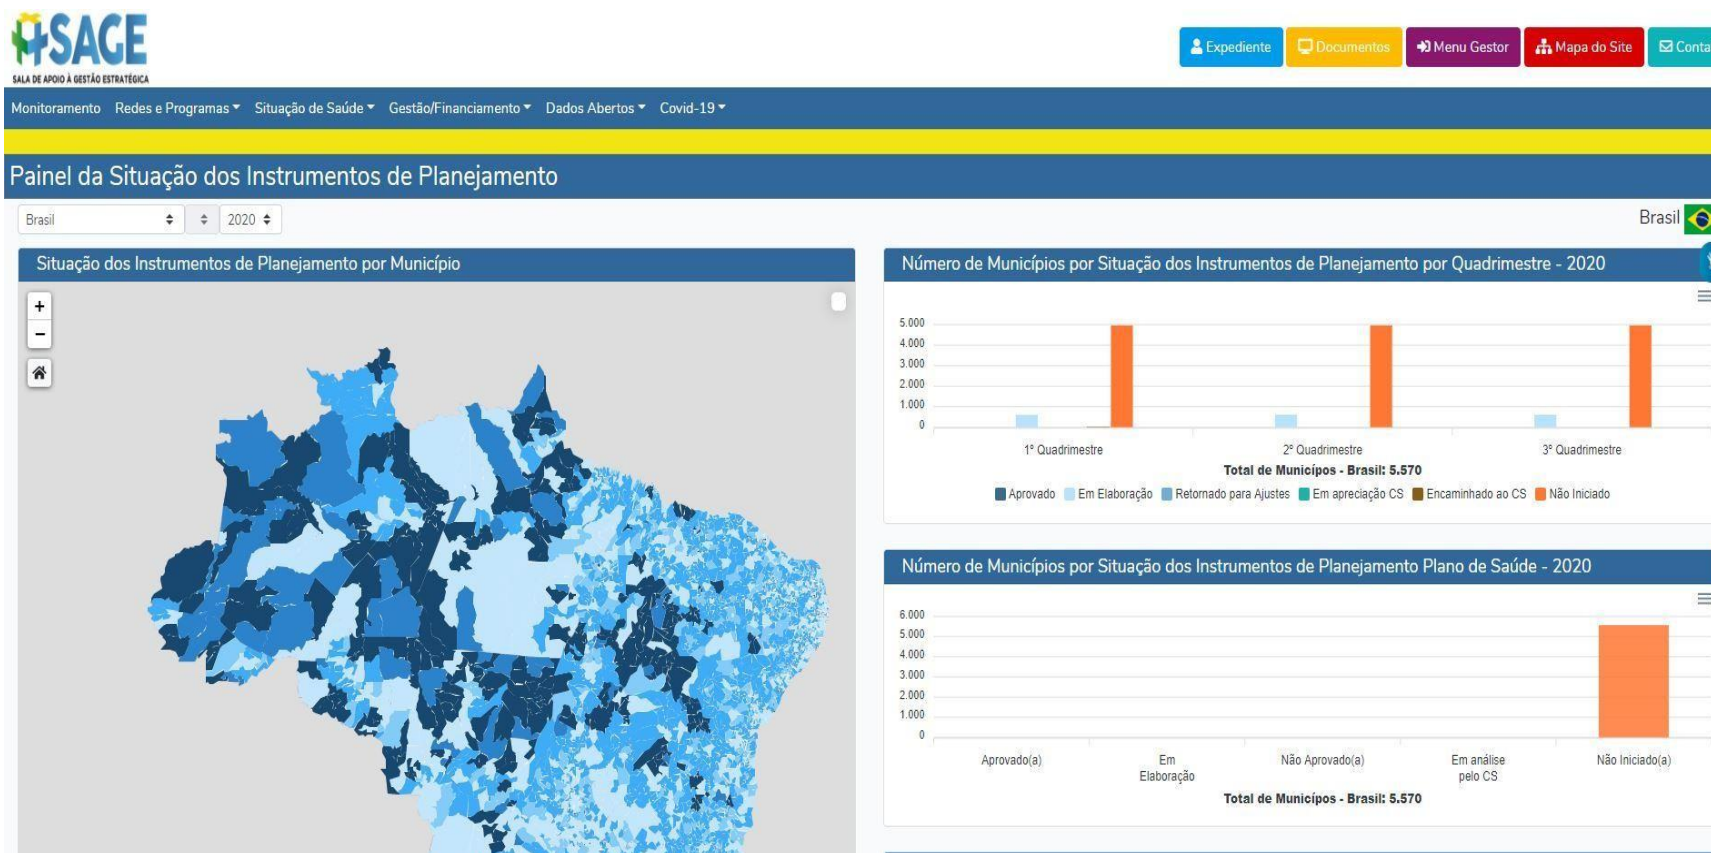 SAGE
SALA DE APOIO À GESTÃO ESTRATÉGICA
Expediente
Documentos
Menu Gestor
Mapa do Site
Conta
Monitoramento Redes e Programas Situação de Saúde Gestão/Financiamento Dados Abertos Covid-19
Painel da Situação dos Instrumentos de Planejamento
Brasil 2020
Brasil
Situação dos Instrumentos de Planejamento por Município
+
−
Número de Municípios por Situação dos Instrumentos de Planejamento por Quadrimestre - 2020
5.000
4.000
3.000
2.000
1.000
0
1º Quadrimestre 2º Quadrimestre 3º Quadrimestre
Total de Municípos - Brasil: 5.570
Aprovado Em Elaboração Retornado para Ajustes Em apreciação CS Encaminhado ao CS Não Iniciado
Número de Municípios por Situação dos Instrumentos de Planejamento Plano de Saúde - 2020
6.000
5.000
4.000
3.000
2.000
1.000
0
Aprovado(a)
Em
Elaboração
Não Aprovado(a)
Em análise
pelo CS
Não Iniciado(a)
Total de Municípos - Brasil: 5.570